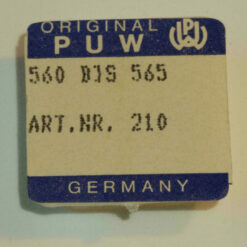 ORIGINAL
PUW
560 BIS 565
ART.NR. 210
GERMANY